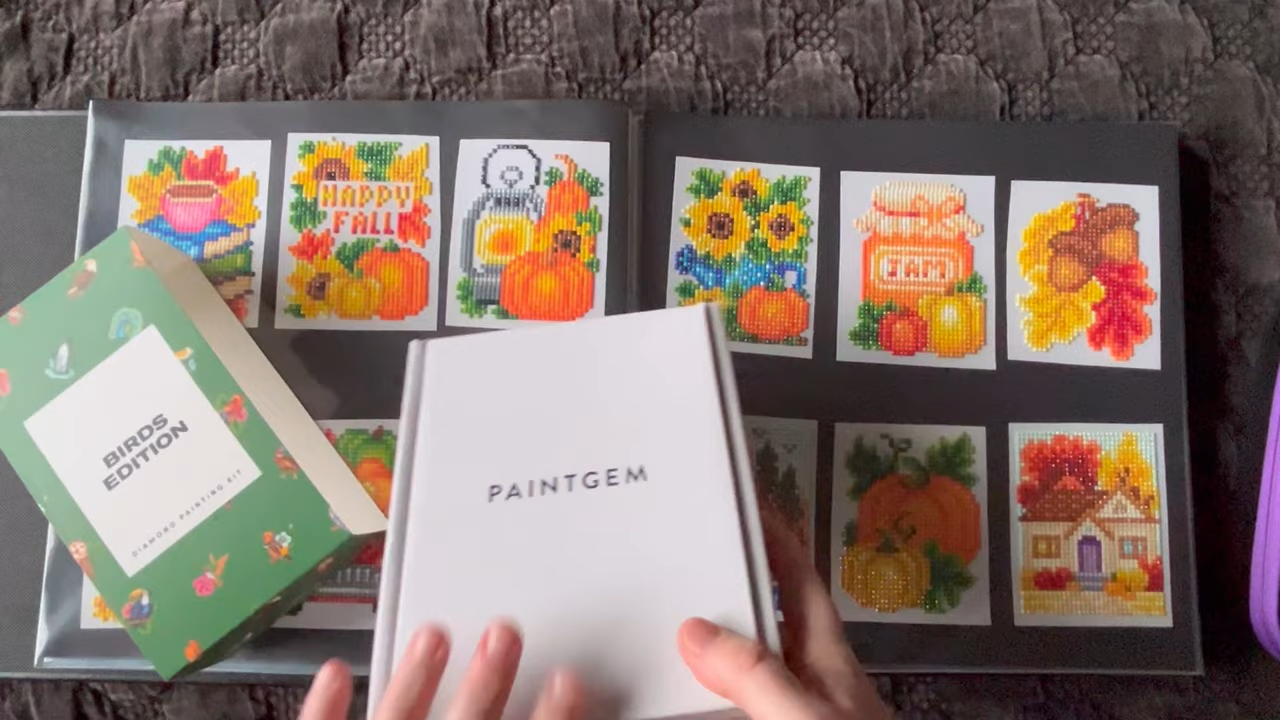 HAPPY
FALL
JAM
BIRDS
EDITION
DIAMOND PAINTING KIT
PAINTGEM